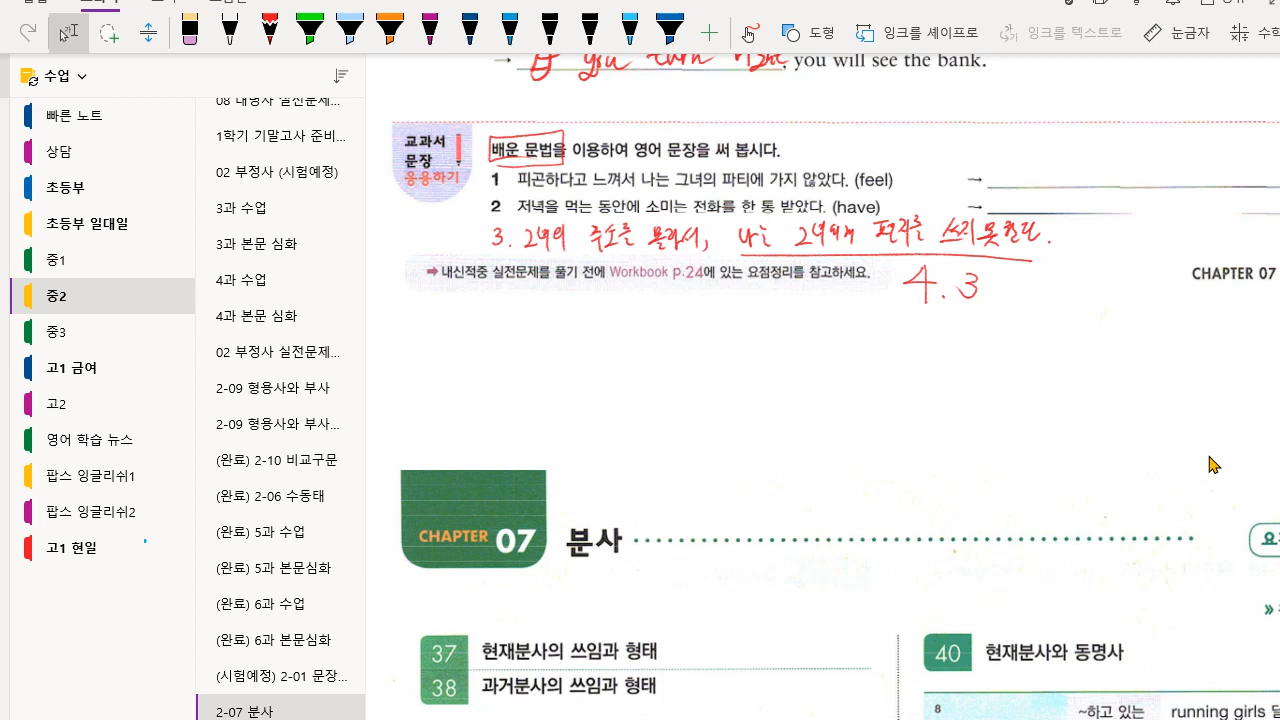 도형
잉크를 셰이프로
잉크를 텍스트로
눈금자
수업
빠른 노트
상담
초등부
초등부 일대일
중1
중2
중3
고1 금여
고2
영어 학습 뉴스
팝스 잉글리쉬1
팝스 잉글리쉬2
고1 현일
08 대명사 실전문제...
1학기 기말고사 준비...
02 부정사 (시험예정)
3과 수업
3과 본문 심화
수업
4과 본문 심화
02 부정사 실전문제...
2-09 형용사와 부사
2-09 형용사와 부사...
(완료) 2-10 비교구문
(완료) 2-06 수동태
(완료) 5과 수업
(완료) 5과 본문심화
(완료) 6과 수업
(완료) 6과 본문심화
2-01 문장...
2-07 분사
→ If you turn right, you will see the bank.
교과서
문장
응용하기
배운 문법을 이용하여 영어 문장을 써 봅시다.
1 피곤하다고 느껴서 나는 그녀의 파티에 가지 않았다. (feel) →
2 저녁을 먹는 동안에 소미는 전화를 한 통 받았다. (have) →
3. 그녀의 주소를 몰라서, 나는 그녀에게 편지를 쓰지 못한다.
➡ 내신적중 실전문제를 풀기 전에 Workbook p.24에 있는 요점정리를 참고하세요.
4.3
CHAPTER 07
CHAPTER 07 분사
37 현재분사의 쓰임과 형태
38 과거분사의 쓰임과 형태
40 현재분사와 동명사
8 ~하고 있는 running girls